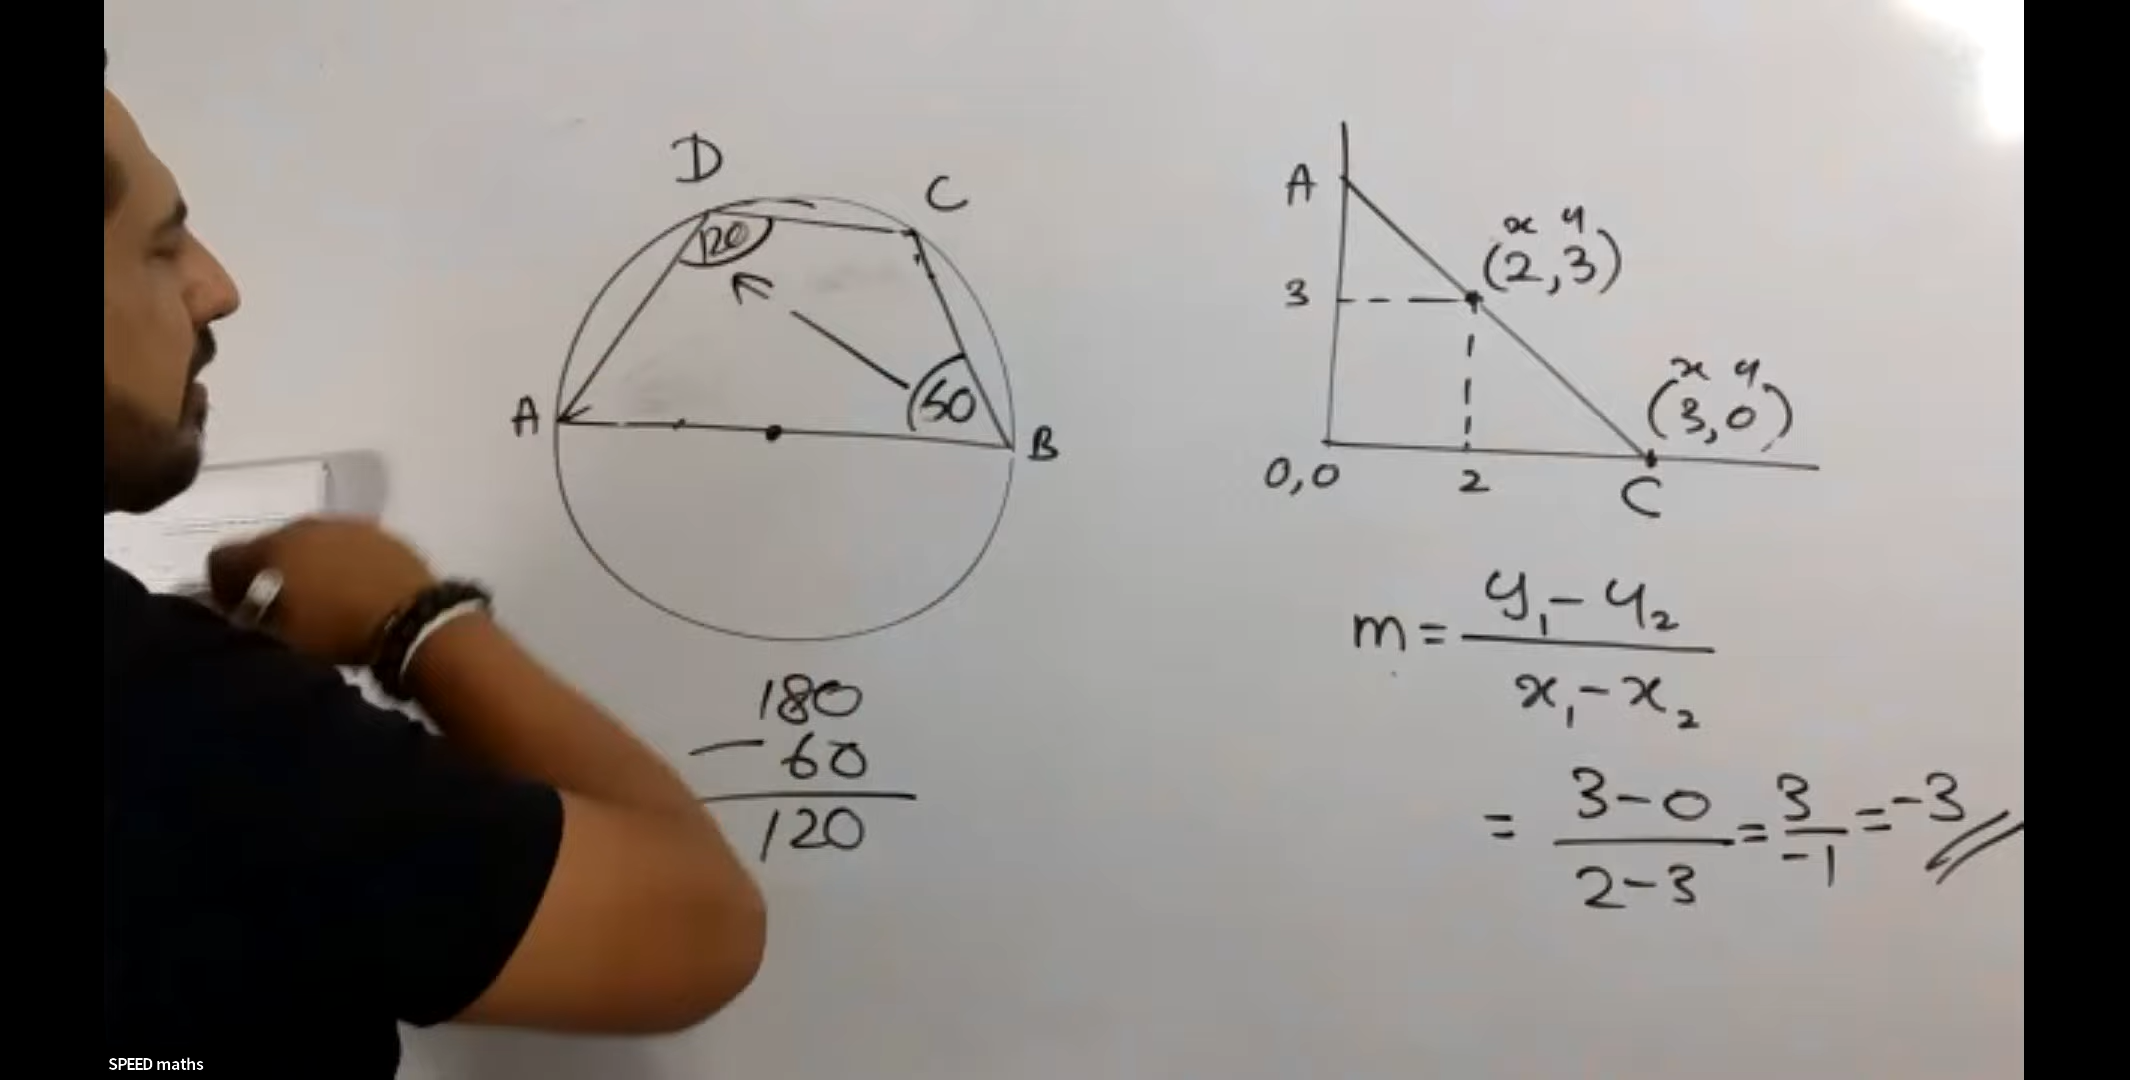 D
C
120
60
A
B
180
- 60
120
A
x y
(2,3)
3
x y
(3,0)
0,0
2
C
m = y₁ - y₂ / x₁ - x₂
= 3-0 / 2-3 = 3 / -1 = -3
SPEED maths